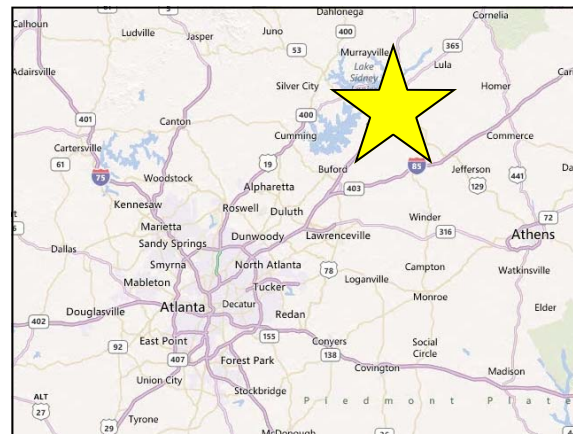 Dahlonega
Cornelia
Calhoun
Ludville
Jasper
Juno
400
53
Murrayville
365
Lula
Adairsville
Lake
Sidney
Silver City
Homer
401
Canton
400
Cumming
Commerce
Cartersville
61
75
Woodstock
19
Buford
85
403
Jefferson
441
129
Alpharetta
Kennesaw
Roswell
Duluth
Winder
72
Marietta
Dunwoody
Lawrenceville
316
Athens
Sandy Springs
Dallas
Smyrna
North Atlanta
78
Campton
Watkinsville
Mableton
Tucker
Loganville
Monroe
Douglasville
Atlanta
Decatur
Elder
402
Redan
155
92
East Point
Conyers
Social
Circle
138
407
Forest Park
Covington
Madison
Union City
Stockbridge
ALT
27
Piedmont Plate
29
Tyrone
McDonough